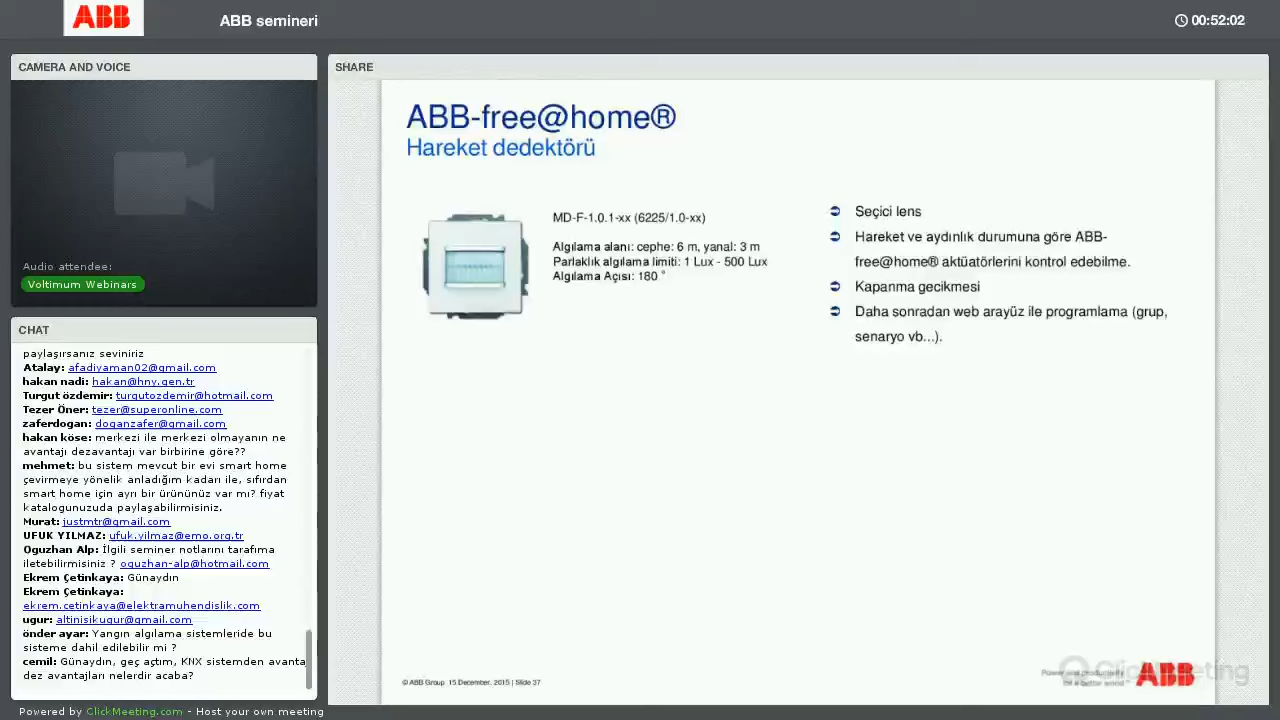 ABB
ABB semineri
00:52:02
CAMERA AND VOICE
Audio attendee:
Voltimum Webinars
CHAT
paylaşırsanız seviniriz
Atalay: afadiyaman02@gmail.com
hakan nadi: hakan@hny.gen.tr
Turgut özdemir: turgutozdemir@hotmail.com
Tezer Öner: tezer@superonline.com
zaferdogan: doganzafer@gmail.com
hakan köse: merkezi ile merkezi olmayanın ne
avantajı dezavantajı var birbirine göre??
mehmet: bu sistem mevcut bir evi smart home
çevirmeye yönelik anladığım kadarı ile, sıfırdan
smart home için ayrı bir ürününüz var mı? fiyat
katalogunuzuda paylaşabilirmisiniz.
Murat: justmtr@gmail.com
UFUK YILMAZ: ufuk.yilmaz@emo.org.tr
Oguzhan Alp: İlgili seminer notlarını tarafıma
iletebilirmisiniz ? oguzhan-alp@hotmail.com
Ekrem Çetinkaya: Günaydın
Ekrem Çetinkaya:
ekrem.cetinkaya@elektramuhendislik.com
ugur: altinisikugur@gmail.com
önder ayar: Yangın algılama sistemleride bu
sisteme dahil edilebilir mi ?
cemil: Günaydın, geç açtım, KNX sistemden avanta
dez avantajları nelerdir acaba?
Powered by ClickMeeting.com - Host your own meeting
SHARE
ABB-free@home®
Hareket dedektörü
MD-F-1.0.1-xx (6225/1.0-xx)
Algılama alanı: cephe: 6 m, yanal: 3 m
Parlaklık algılama limiti: 1 Lux - 500 Lux
Algılama Açısı: 180 °
Seçici lens
Hareket ve aydınlık durumuna göre ABB-
free@home® aktüatörlerini kontrol edebilme.
Kapanma gecikmesi
Daha sonradan web arayüz ile programlama (grup,
senaryo vb...).
© ABB Group 15 December, 2015 | Slide 37
Power and productivity
for a better world
ABB
ClickMeeting